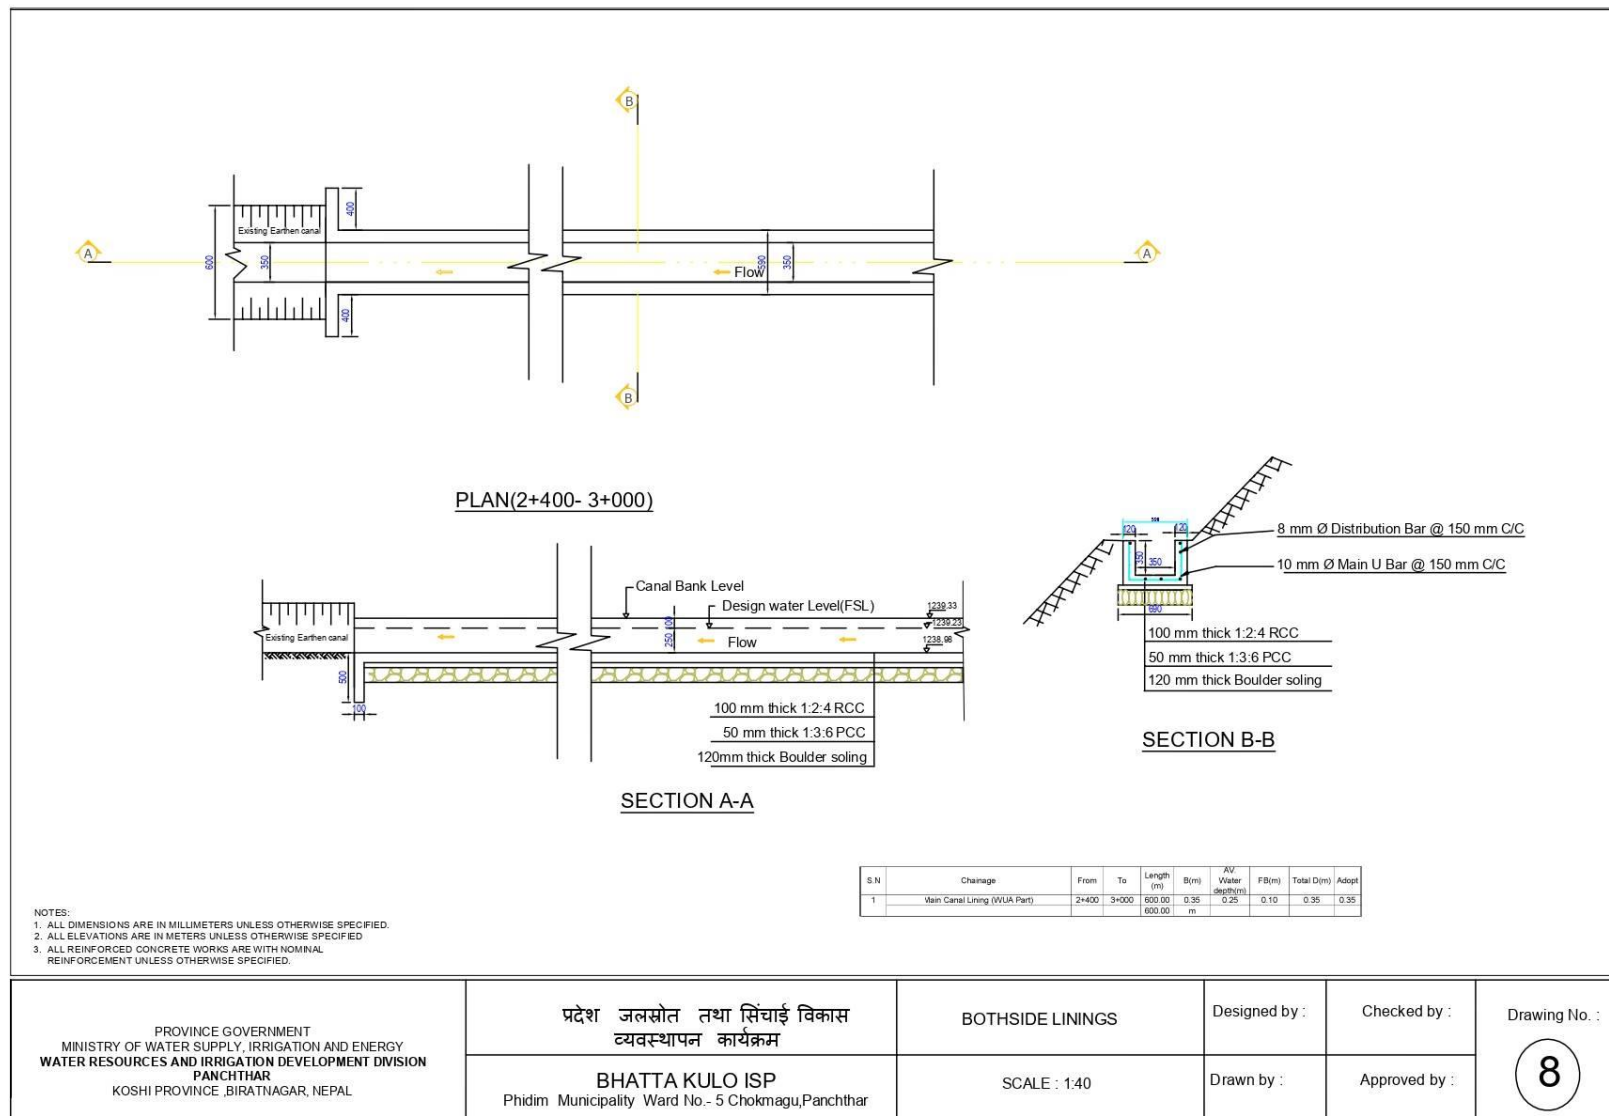 B
400
Existing Earthen canal
A
A
600
350
Flow
590
350
400
B
PLAN(2+400- 3+000)
120
120
8 mm Ø Distribution Bar @ 150 mm C/C
350
350
10 mm Ø Main U Bar @ 150 mm C/C
690
100 mm thick 1:2:4 RCC
50 mm thick 1:3:6 PCC
120 mm thick Boulder soling
SECTION B-B
Canal Bank Level
Design water Level(FSL)
1239.33
100
1239.23
Existing Earthen canal
250
Flow
1238.98
500
100
100 mm thick 1:2:4 RCC
50 mm thick 1:3:6 PCC
120mm thick Boulder soling
SECTION A-A
S.N Chainage From To Length (m) B(m) AV. Water depth(m) FB(m) Total D(m) Adopt
1 Main Canal Lining (WUA Part) 2+400 3+000 600.00 0.35 0.25 0.10 0.35 0.35
600.00 m
NOTES:
1. ALL DIMENSIONS ARE IN MILLIMETERS UNLESS OTHERWISE SPECIFIED.
2. ALL ELEVATIONS ARE IN METERS UNLESS OTHERWISE SPECIFIED
3. ALL REINFORCED CONCRETE WORKS ARE WITH NOMINAL
REINFORCEMENT UNLESS OTHERWISE SPECIFIED.
PROVINCE GOVERNMENT
MINISTRY OF WATER SUPPLY, IRRIGATION AND ENERGY
WATER RESOURCES AND IRRIGATION DEVELOPMENT DIVISION
PANCHTHAR
KOSHI PROVINCE ,BIRATNAGAR, NEPAL
प्रदेश जलस्रोत तथा सिंचाई विकास
व्यवस्थापन कार्यक्रम
BHATTA KULO ISP
Phidim Municipality Ward No.- 5 Chokmagu,Panchthar
BOTHSIDE LININGS
SCALE : 1:40
Designed by :
Checked by :
Drawn by :
Approved by :
Drawing No. :
8